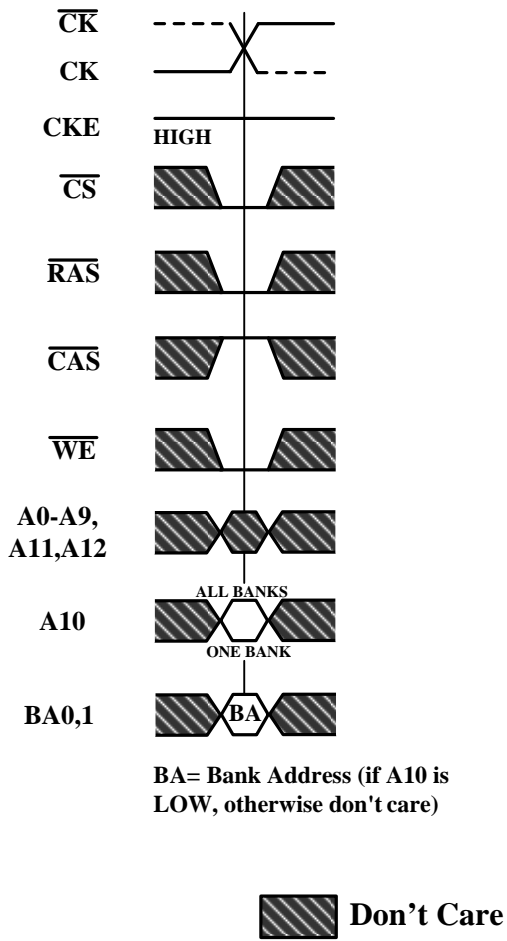 CK
CK
CKE
HIGH
CS
RAS
CAS
WE
A0-A9,
A11,A12
ALL BANKS
A10
ONE BANK
BA0,1
BA
BA= Bank Address (if A10 is
LOW, otherwise don't care)
Don't Care